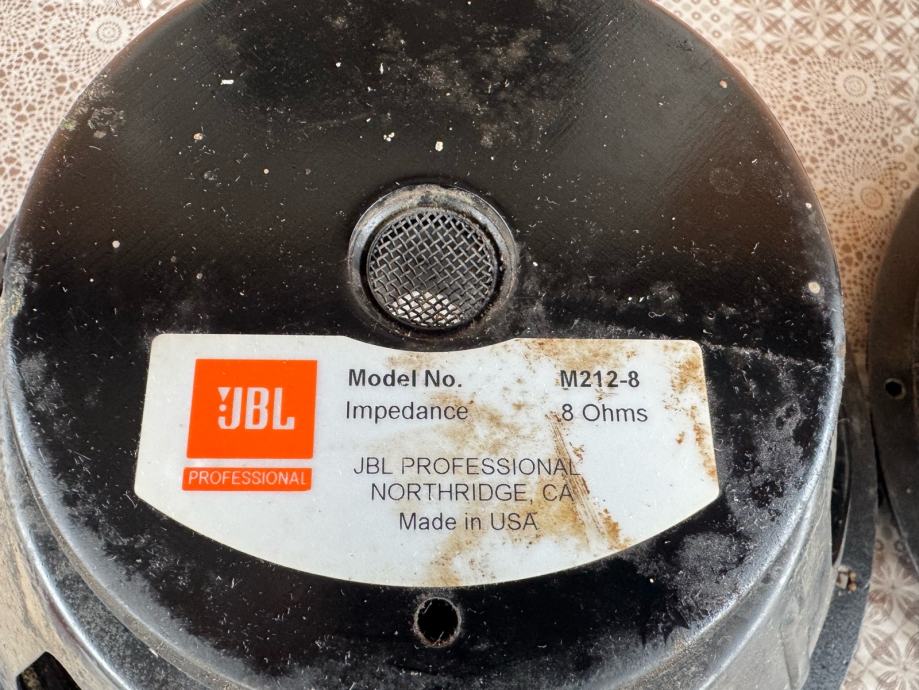 JBL
PROFESSIONAL
Model No. M212-8
Impedance 8 Ohms
JBL PROFESSIONAL
NORTHRIDGE, CA
Made in USA